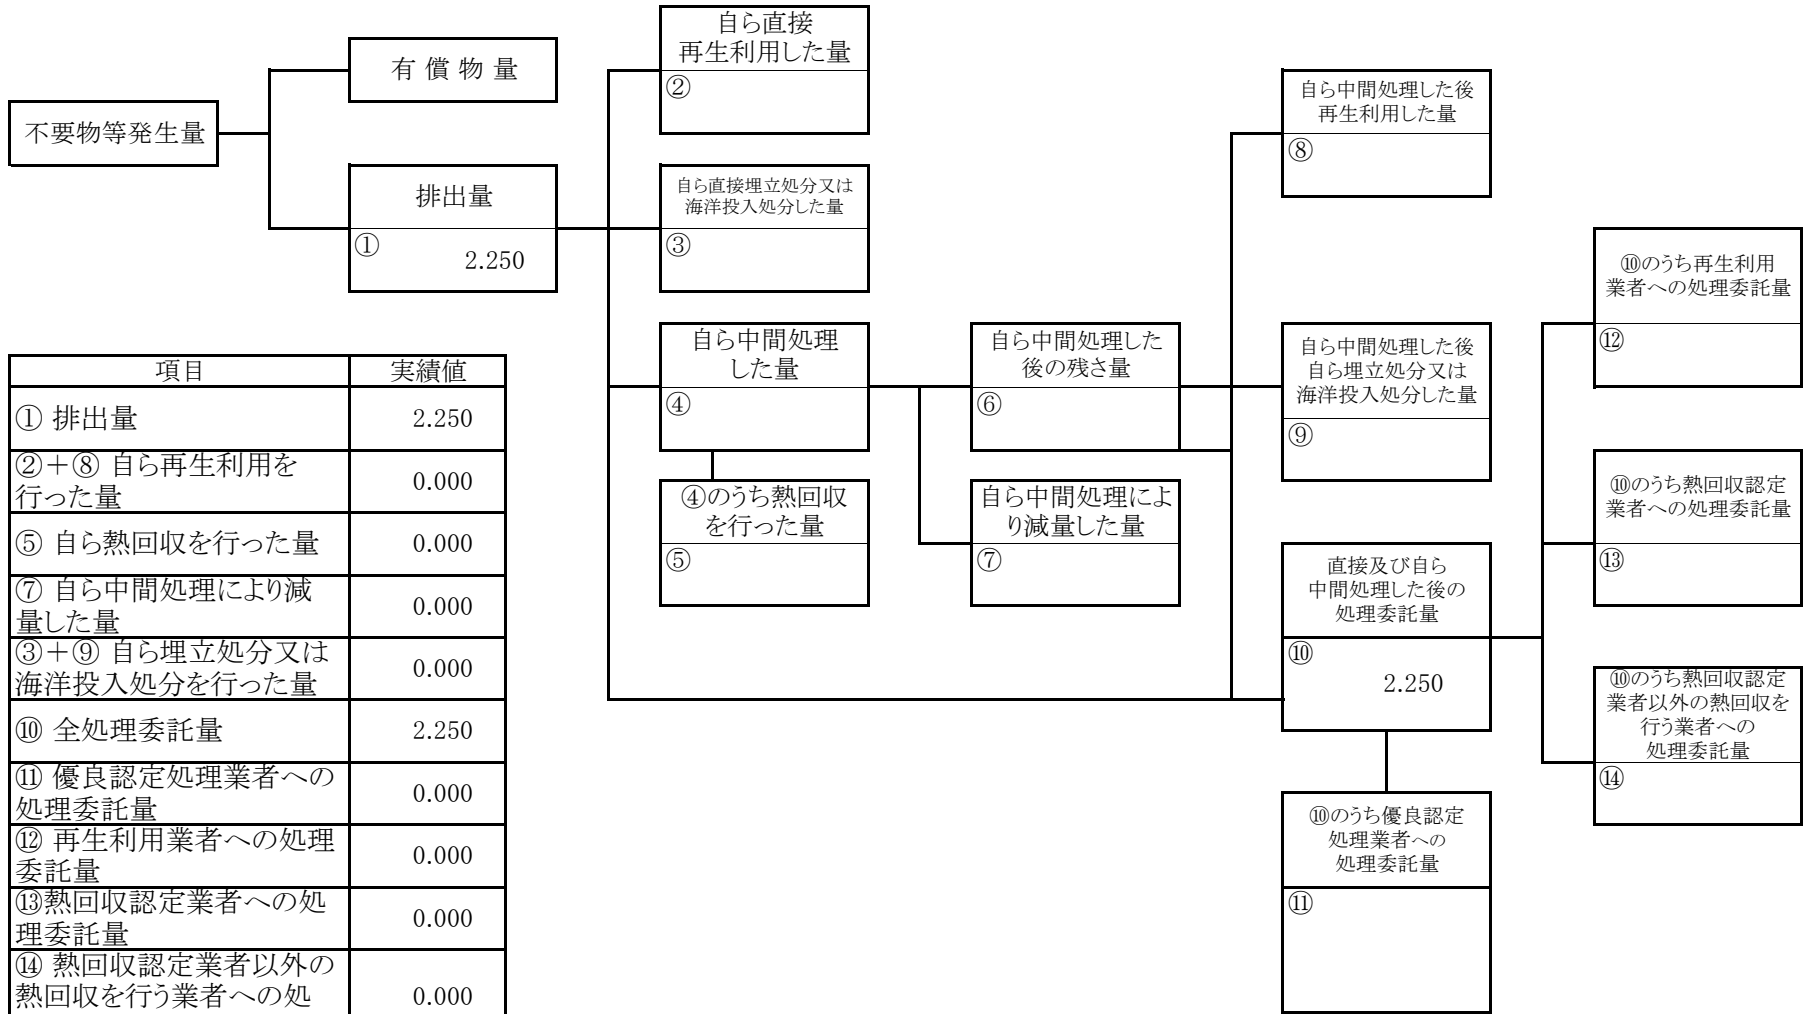 不要物等発生量
有 償 物 量
排出量
①
2.250
自ら直接
再生利用した量
②
自ら直接埋立処分又は
海洋投入処分した量
③
自ら中間処理
した量
④
④のうち熱回収
を行った量
⑤
自ら中間処理した
後の残さ量
⑥
自ら中間処理によ
り減量した量
⑦
自ら中間処理した後
再生利用した量
⑧
自ら中間処理した後
自ら埋立処分又は
海洋投入処分した量
⑨
直接及び自ら
中間処理した後の
処理委託量
⑩
2.250
⑩のうち優良認定
処理業者への
処理委託量
⑪
⑩のうち再生利用
業者への処理委託量
⑫
⑩のうち熱回収認定
業者への処理委託量
⑬
⑩のうち熱回収認定
業者以外の熱回収を
行う業者への
処理委託量
⑭
項目 実績値
① 排出量 2.250
②＋⑧ 自ら再生利用を
行った量 0.000
⑤ 自ら熱回収を行った量 0.000
⑦ 自ら中間処理により減
量した量 0.000
③＋⑨ 自ら埋立処分又は
海洋投入処分を行った量 0.000
⑩ 全処理委託量 2.250
⑪ 優良認定処理業者への
処理委託量 0.000
⑫ 再生利用業者への処理
委託量 0.000
⑬熱回収認定業者への処
理委託量 0.000
⑭ 熱回収認定業者以外の
熱回収を行う業者への処 0.000